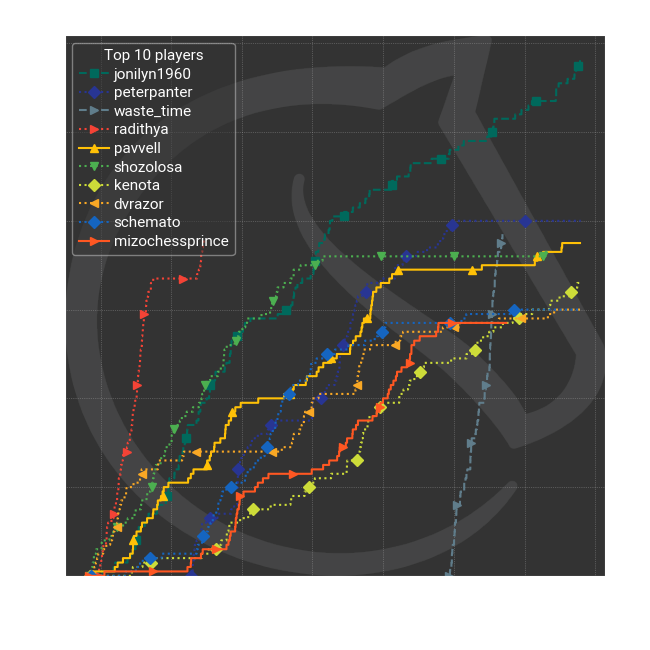 Top 10 players
jonilyn1960
peterpanter
waste_time
radithya
pavvell
shozolosa
kenota
dvrazor
schemato
mizochessprince